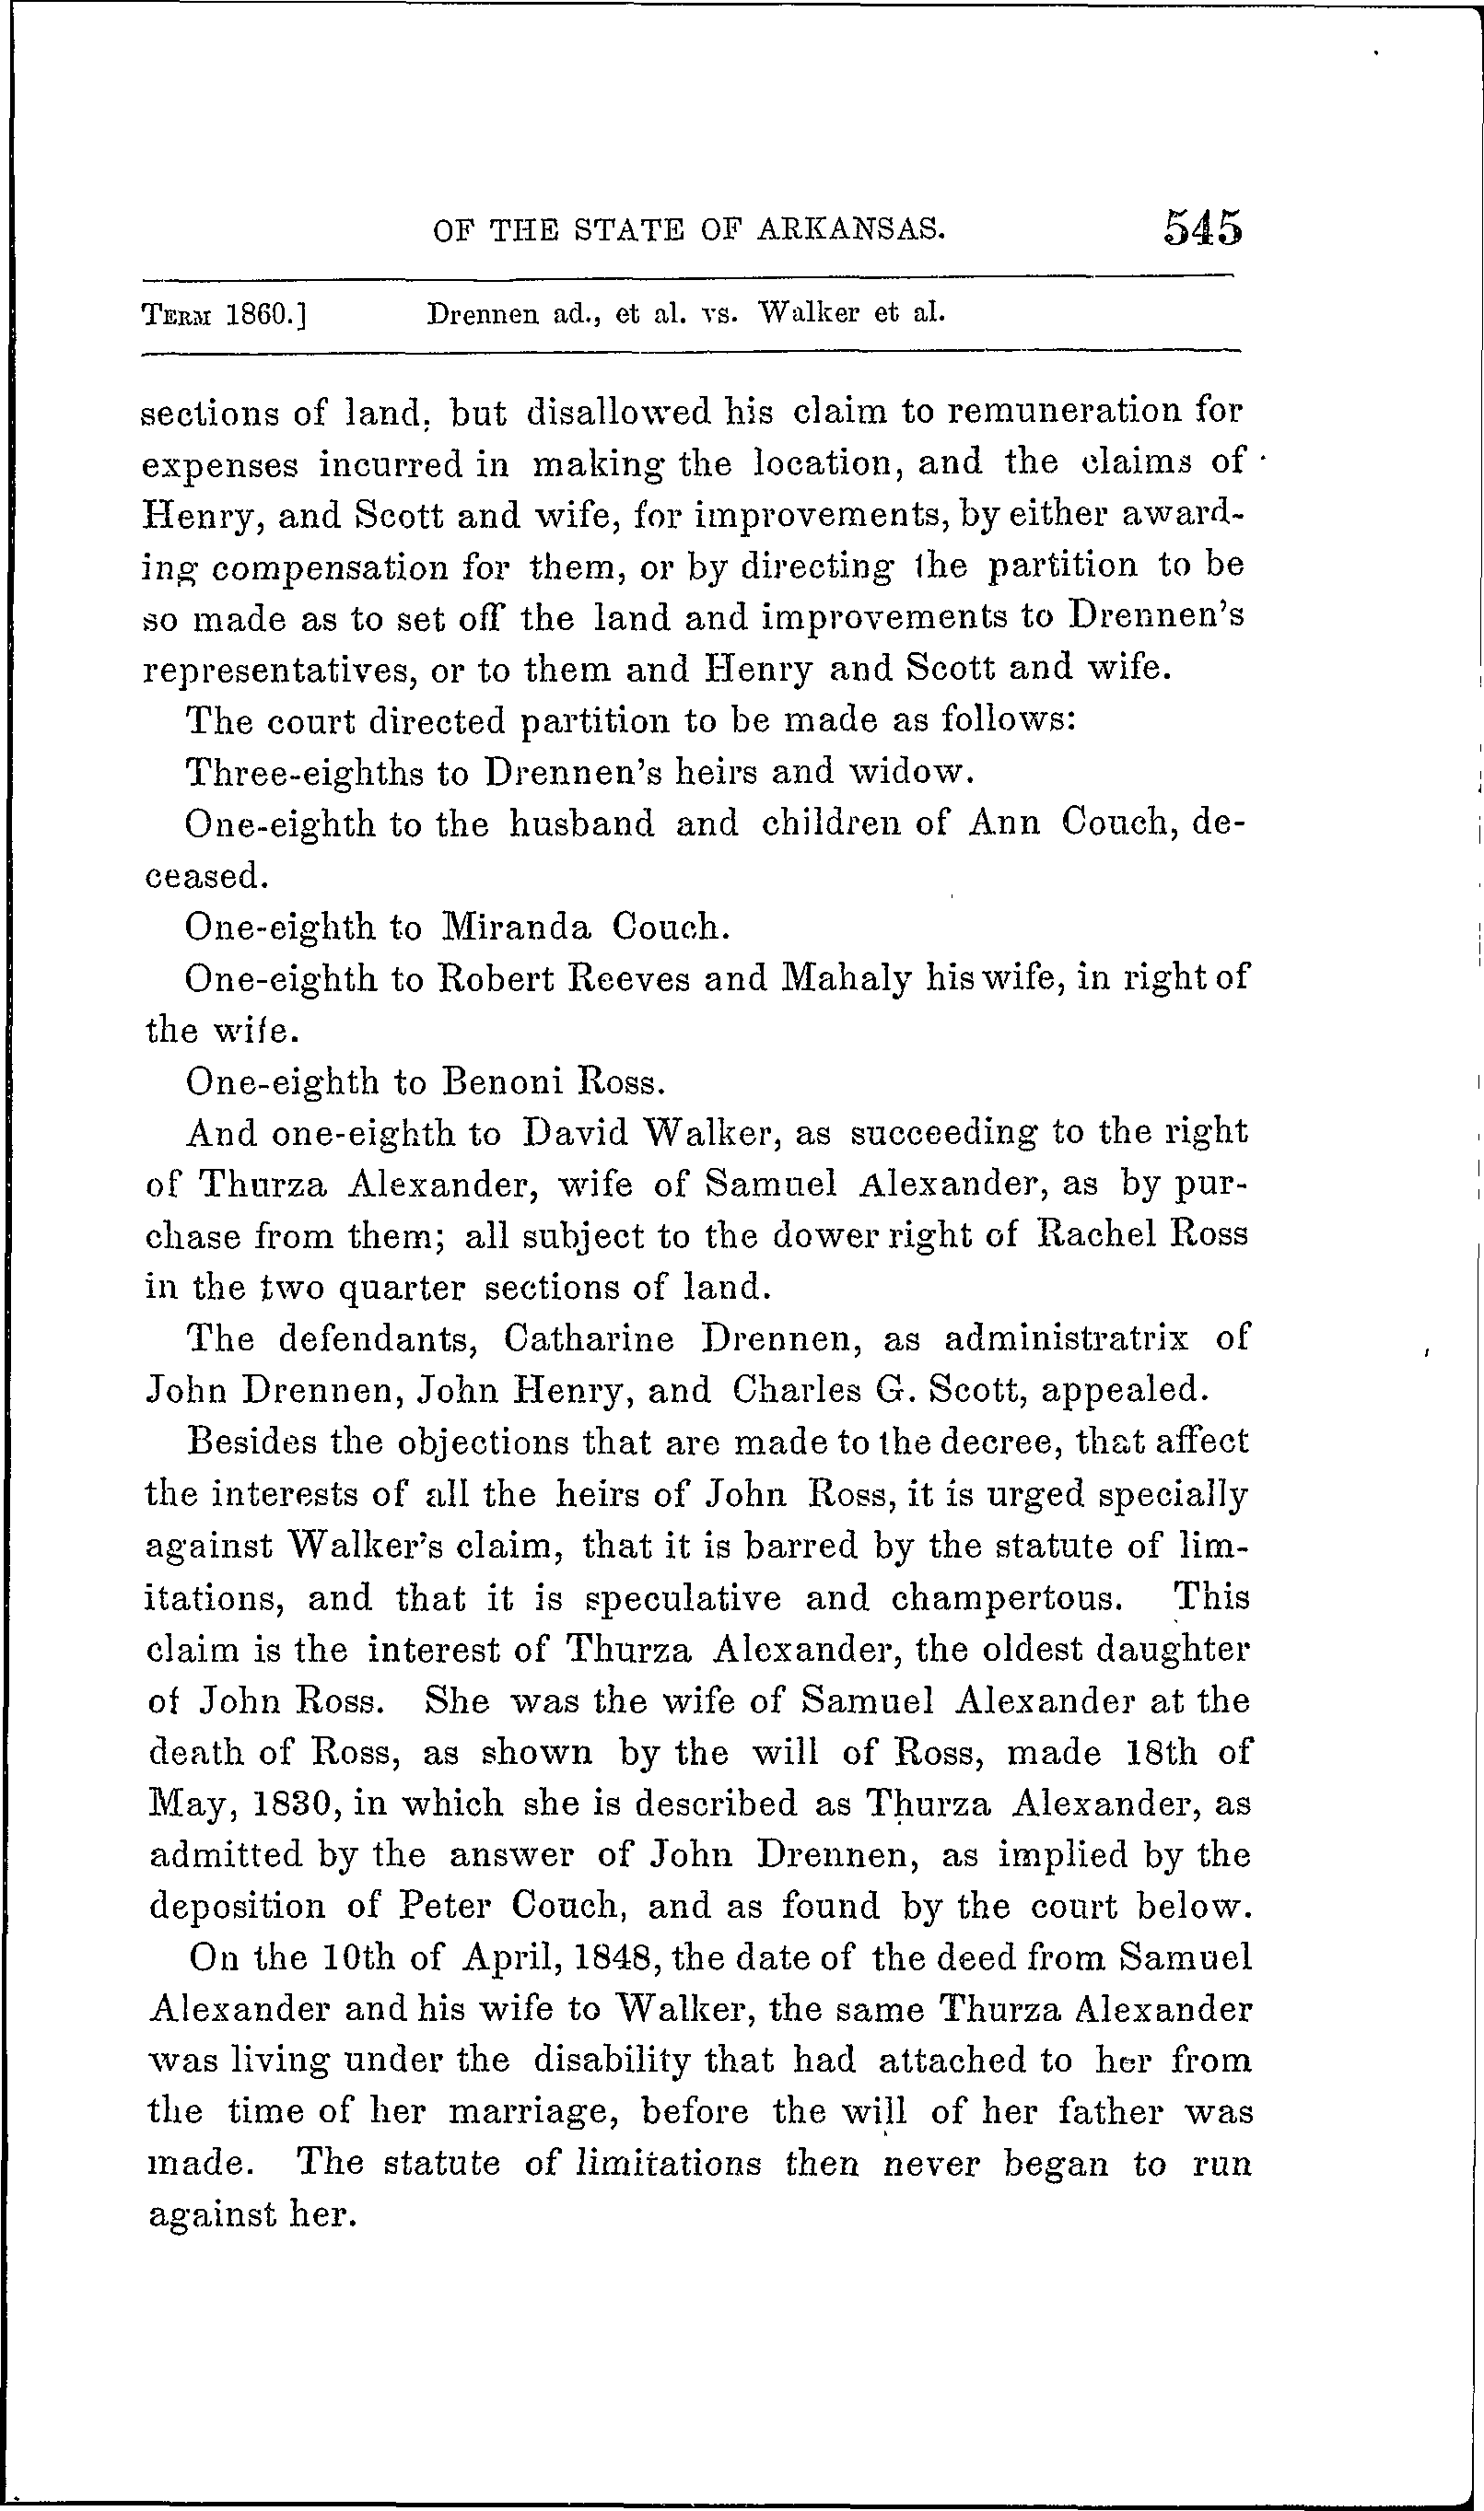 OF THE STATE OF ARKANSAS. 545
TERM 1860.] Drennen ad., et al. vs. Walker et al.
sections of land, but disallowed his claim to remuneration for
expenses incurred in making the location, and the claims of
Henry, and Scott and wife, for improvements, by either award-
ing compensation for them, or by directing the partition to be
so made as to set off the land and improvements to Drennen's
representatives, or to them and Henry and Scott and wife.
The court directed partition to be made as follows:
Three-eighths to Drennen's heirs and widow.
One-eighth to the husband and children of Ann Couch, de-
ceased.
One-eighth to Miranda Couch.
One-eighth to Robert Reeves and Mahaly his wife, in right of
the wife.
One-eighth to Benoni Ross.
And one-eighth to David Walker, as succeeding to the right
of Thurza Alexander, wife of Samuel Alexander, as by pur-
chase from them; all subject to the dower right of Rachel Ross
in the two quarter sections of land.
The defendants, Catharine Drennen, as administratrix of
John Drennen, John Henry, and Charles G. Scott, appealed.
Besides the objections that are made to the decree, that affect
the interests of all the heirs of John Ross, it is urged specially
against Walker's claim, that it is barred by the statute of lim-
itations, and that it is speculative and champertous. This
claim is the interest of Thurza Alexander, the oldest daughter
of John Ross. She was the wife of Samuel Alexander at the
death of Ross, as shown by the will of Ross, made 18th of
May, 1830, in which she is described as Thurza Alexander, as
admitted by the answer of John Drennen, as implied by the
deposition of Peter Couch, and as found by the court below.
On the 10th of April, 1848, the date of the deed from Samuel
Alexander and his wife to Walker, the same Thurza Alexander
was living under the disability that had attached to her from
the time of her marriage, before the will of her father was
made. The statute of limitations then never began to run
against her.